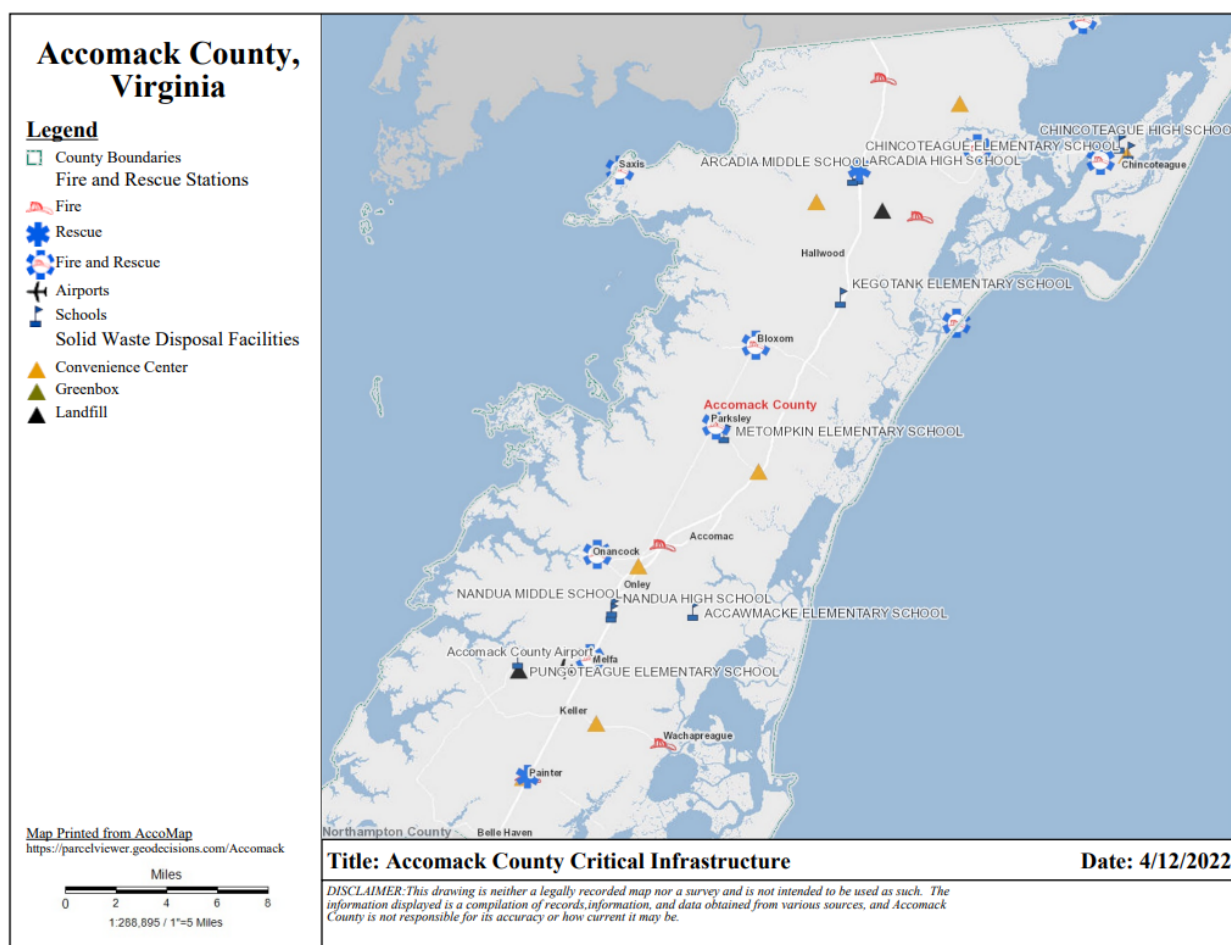 Accomack County,
Virginia
Legend
County Boundaries
Fire and Rescue Stations
Fire
Rescue
Fire and Rescue
Airports
Schools
Solid Waste Disposal Facilities
Convenience Center
Greenbox
Landfill
Map Printed from AccoMap
https://parcelviewer.geodecisions.com/Accomack
Miles
0 2 4 6 8
1:288,895 / 1"=5 Miles
CHINCOTEAGUE HIGH SCHOOL
CHINCOTEAGUE ELEMENTARY SCHOOL
Saxis
ARCADIA MIDDLE SCHOOL
ARCADIA HIGH SCHOOL
Chincoteague
Hallwood
KEGOTANK ELEMENTARY SCHOOL
Bloxom
Accomack County
Parksley
METOMPKIN ELEMENTARY SCHOOL
Accomac
Onancock
Onley
NANDUA MIDDLE SCHOOL
NANDUA HIGH SCHOOL
ACCAWMACKE ELEMENTARY SCHOOL
Accomack County Airport
Melfa
PUNGOTEAGUE ELEMENTARY SCHOOL
Keller
Wachapreague
Painter
Northampton County
Belle Haven
Title: Accomack County Critical Infrastructure
Date: 4/12/2022
DISCLAIMER:This drawing is neither a legally recorded map nor a survey and is not intended to be used as such. The
information displayed is a compilation of records,information, and data obtained from various sources, and Accomack
County is not responsible for its accuracy or how current it may be.